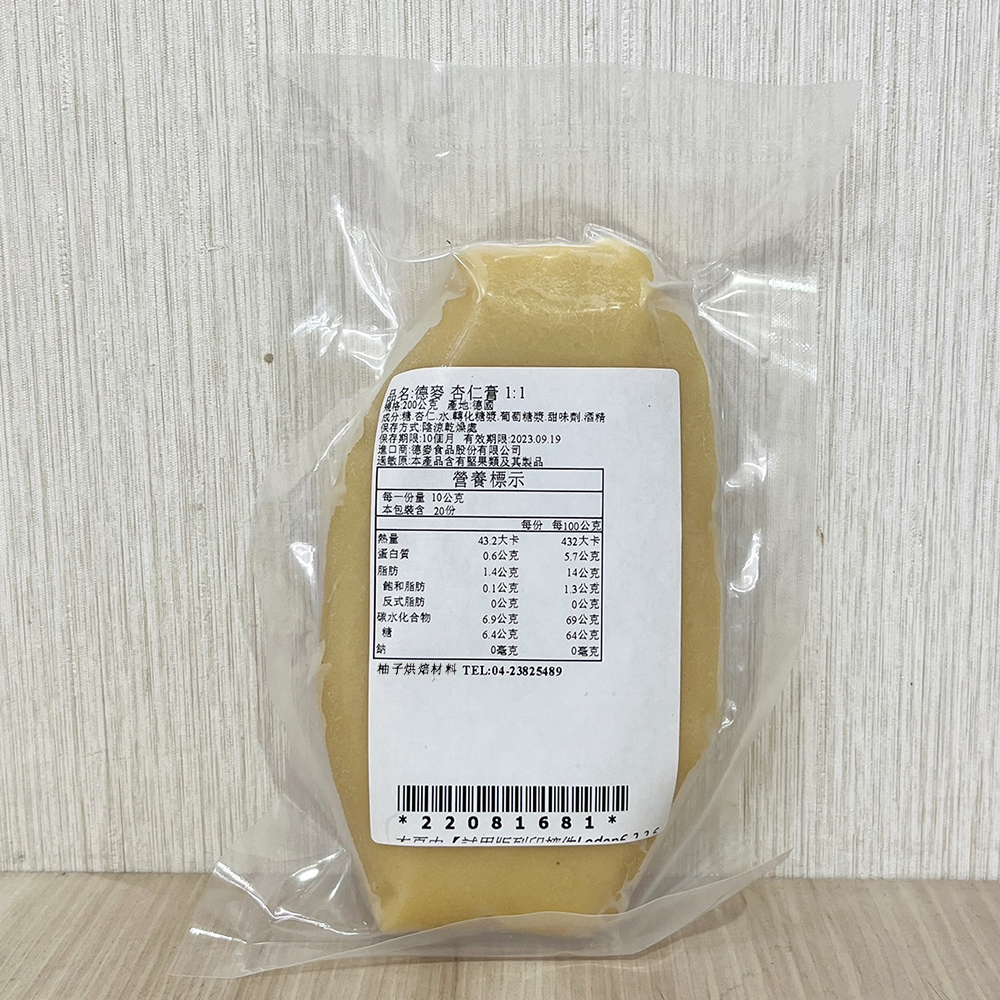 品名:德麥 杏仁膏 1:1
規格:200公克 產地:德國
成分:糖.杏仁.水.轉化糖漿.葡萄糖漿.甜味劑.酒精
保存方式:陰涼乾燥處
保存期限:10個月 有效期限:2023.09.19
進口商:德麥食品股份有限公司
過敏原:本產品含有堅果類及其製品
營養標示
每一份量 10公克
本包裝含 20份
每份 每100公克
熱量 43.2大卡 432大卡
蛋白質 0.6公克 5.7公克
脂肪 1.4公克 14公克
飽和脂肪 0.1公克 1.3公克
反式脂肪 0公克 0公克
碳水化合物 6.9公克 69公克
糖 6.4公克 64公克
鈉 0毫克 0毫克
柚子烘焙材料 TEL:04-23825489
*22081681*